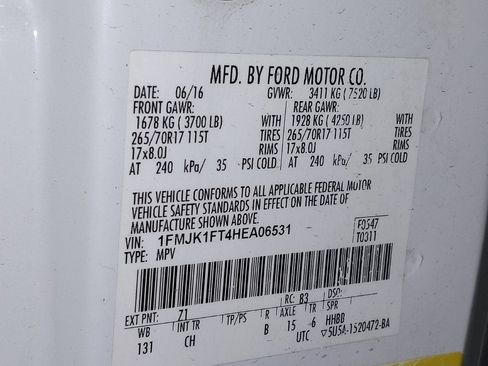 MFD. BY FORD MOTOR CO.
DATE: 06/16 GVWR: 3411 KG ( 7520 LB)
FRONT GAWR: REAR GAWR:
1678 KG ( 3700 LB) WITH 1928 KG ( 4250 LB) WITH
265/70R17 115T TIRES 265/70R17 115T TIRES
17x8.0J RIMS 17x8.0J RIMS
AT 240 kPa/ 35 PSI COLD AT 240 kPa/ 35 PSI COLD
THIS VEHICLE CONFORMS TO ALL APPLICABLE FEDERAL MOTOR
VEHICLE SAFETY STANDARDS IN EFFECT ON THE DATE OF
MANUFACTURE SHOWN ABOVE.
VIN: 1FMJK1FT4HEA06531 F0547
TYPE: MPV T0311
EXT PNT: Z1 RC: B3 DSO:
WB INT TR TP/PS R AXLE TR SPR
131 CH B 15 6 HHBB
UTC ▽5U5A-1520472-BA